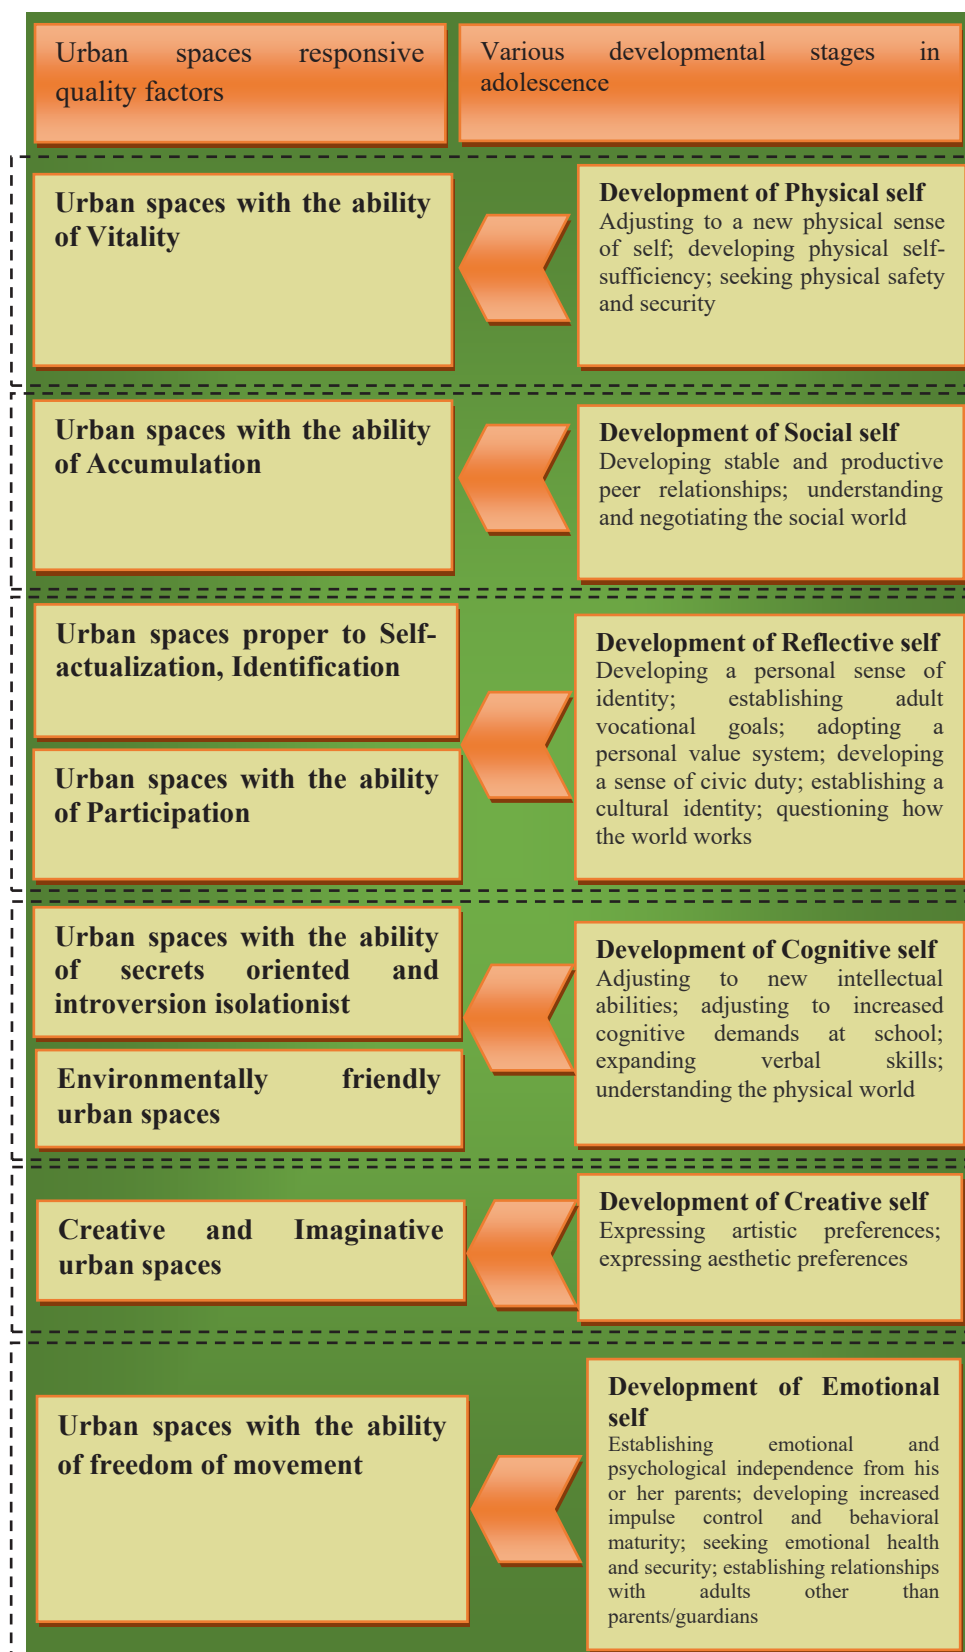 Urban spaces responsive
quality factors
Various developmental stages in
adolescence
Urban spaces with the ability
of Vitality
Development of Physical self
Adjusting to a new physical sense
of self; developing physical self-
sufficiency; seeking physical safety
and security
Urban spaces with the ability
of Accumulation
Development of Social self
Developing stable and productive
peer relationships; understanding
and negotiating the social world
Urban spaces proper to Self-
actualization, Identification
Urban spaces with the ability
of Participation
Development of Reflective self
Developing a personal sense of
identity; establishing adult
vocational goals; adopting a
personal value system; developing
a sense of civic duty; establishing a
cultural identity; questioning how
the world works
Urban spaces with the ability
of secrets oriented and
introversion isolationist
Environmentally friendly
urban spaces
Development of Cognitive self
Adjusting to new intellectual
abilities; adjusting to increased
cognitive demands at school;
expanding verbal skills;
understanding the physical world
Creative and Imaginative
urban spaces
Development of Creative self
Expressing artistic preferences;
expressing aesthetic preferences
Urban spaces with the ability
of freedom of movement
Development of Emotional
self
Establishing emotional and
psychological independence from his
or her parents; developing increased
impulse control and behavioral
maturity; seeking emotional health
and security; establishing relationships
with adults other than
parents/guardians